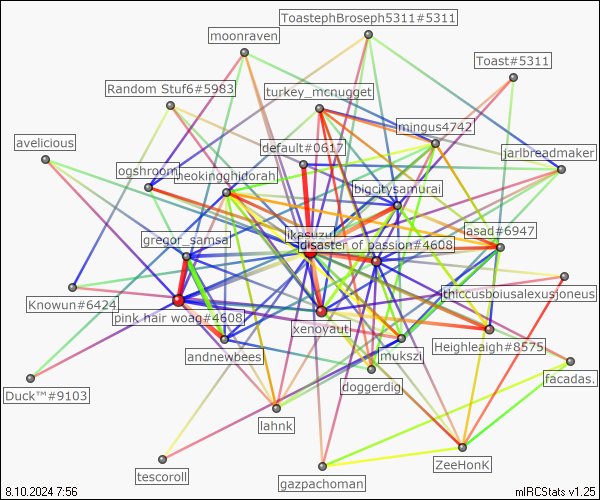 ToastephBroseph5311#5311
moonraven
Toast#5311
Random Stuf6#5983
turkey_mcnugget
mingus4742
avelicious
default#0617
jarlbreadmaker
ogshroom
neokingghidorah
bigcitysamurai
asad#6947
ikasuzu
gregor_samsa
disaster of passion#4608
thiccusboiusalexusjoneus
Knowun#6424
pink hair woag#4608
xenoyaut
Heighleaigh#8575
andnewbees
mukszi
facadas.
doggerdig
Duck™#9103
lahnk
ZeeHonK
tescoroll
gazpachoman
8.10.2024 7:56
mIRCStats v1.25